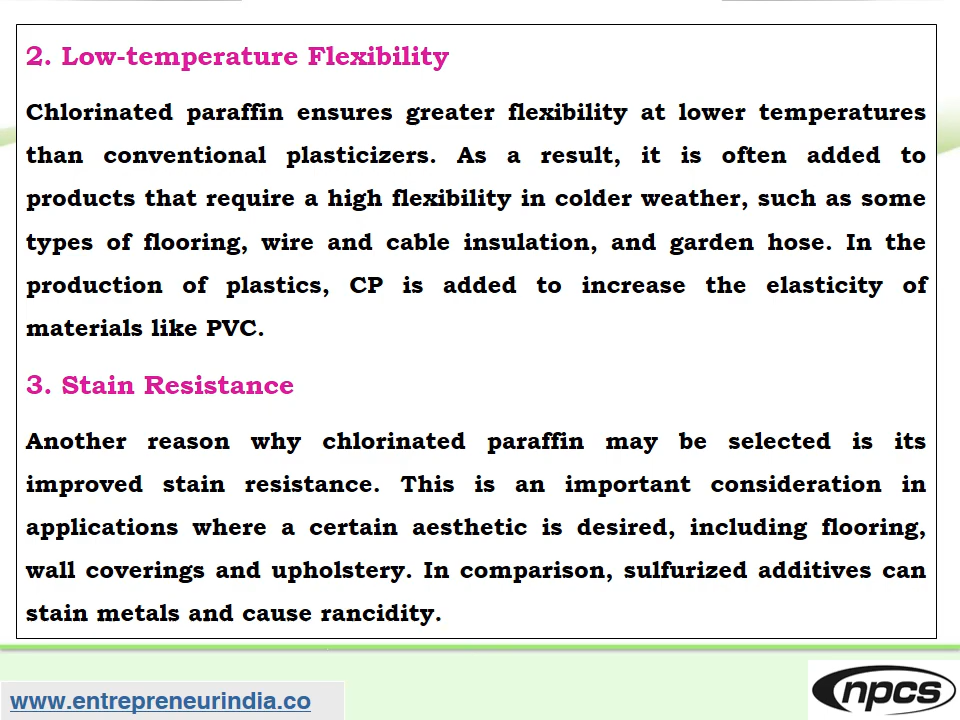 2. Low-temperature Flexibility
Chlorinated paraffin ensures greater flexibility at lower temperatures
than conventional plasticizers. As a result, it is often added to
products that require a high flexibility in colder weather, such as some
types of flooring, wire and cable insulation, and garden hose. In the
production of plastics, CP is added to increase the elasticity of
materials like PVC.
3. Stain Resistance
Another reason why chlorinated paraffin may be selected is its
improved stain resistance. This is an important consideration in
applications where a certain aesthetic is desired, including flooring,
wall coverings and upholstery. In comparison, sulfurized additives can
stain metals and cause rancidity.
www.entrepreneurindia.co
npcs